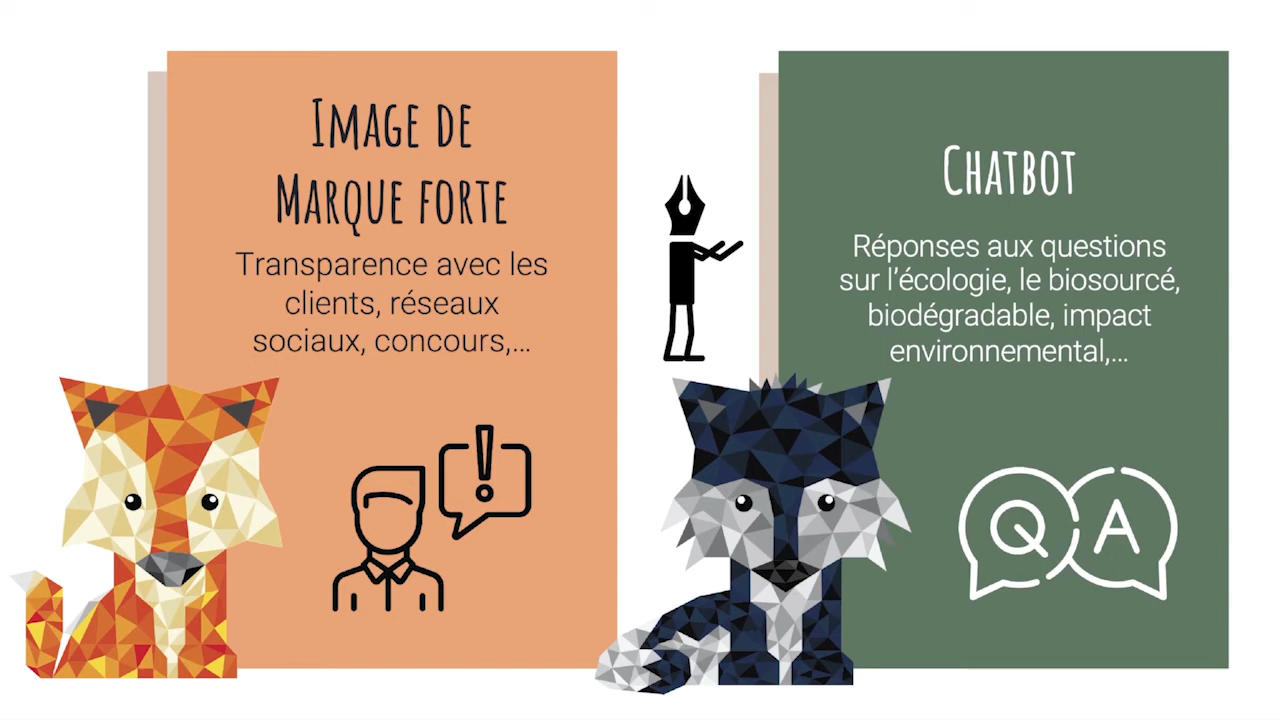 Image de
Marque forte
Transparence avec les
clients, réseaux
sociaux, concours,...
Chatbot
Réponses aux questions
sur l'écologie, le biosourcé,
biodégradable, impact
environnemental,...
Q A